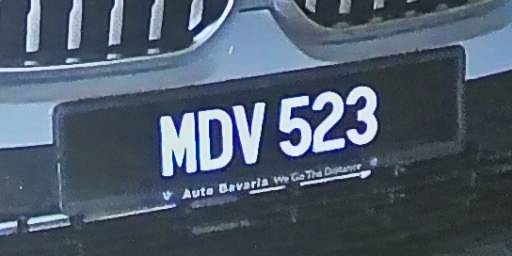 MDV 523
Auto Bavaria We Go The Distance